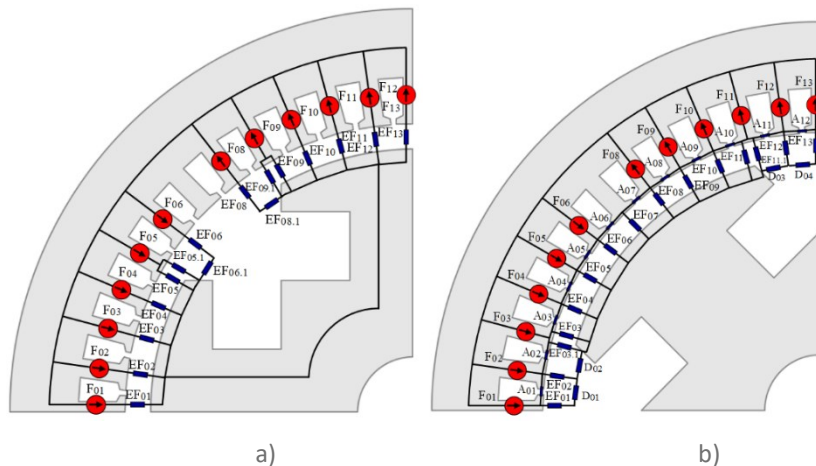 F12
F11
F13
F10
F09
F08
EF11
EF13
EF12
EF10
EF09
EF09.1
F06
EF08
EF08.1
EF06
F05
EF05.1
EF06.1
F04
EF05
EF04
F03
EF03
F02
EF02
F01
EF01
F13
F12
F11
F10
A11
A12
F09
A10
EF12
EF13
A09
EF11
EF11.1
F08
A08
EF10
D03
D04
EF09
A07
EF08
F06
A06
EF07
F05
A05
EF06
F04
A04
EF05
F03
A03
EF04
EF03
F02
A02
EF03.1
D02
EF02
F01
A01
EF01
D01
a)
b)